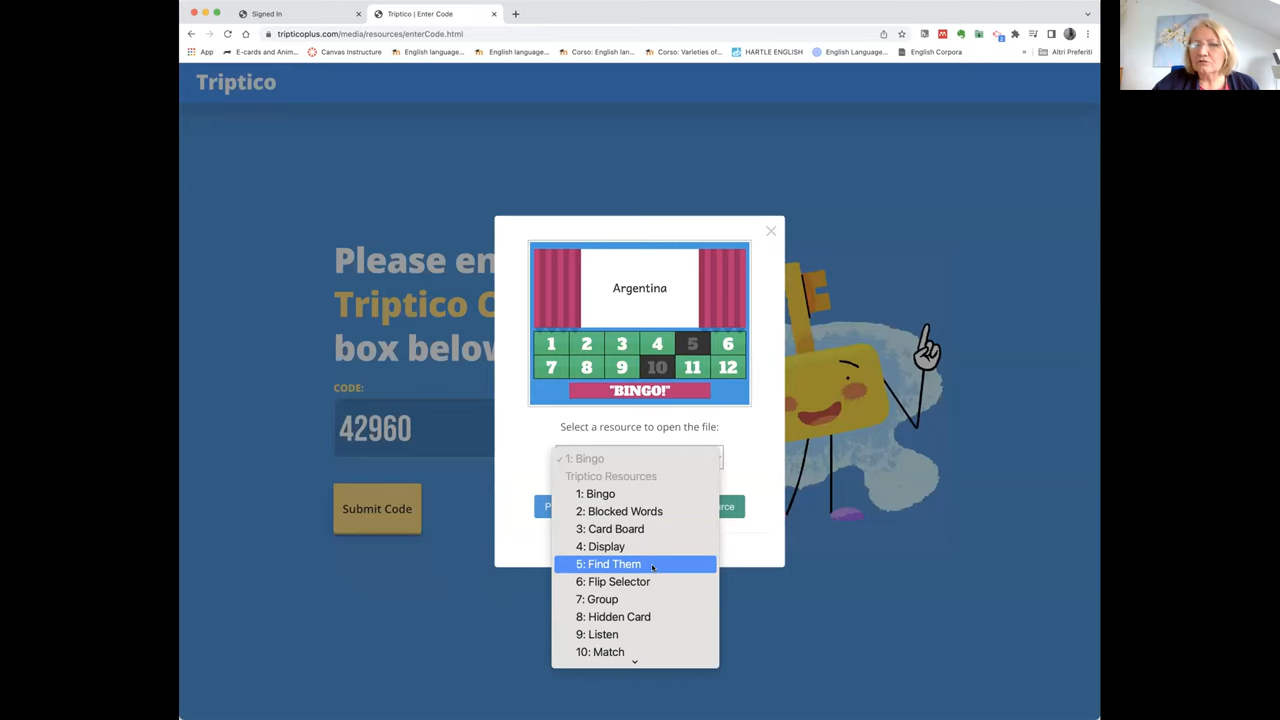 Signed In
Triptico | Enter Code
tripticoplus.com/media/resources/enterCode.html
App
E-cards and Anim...
Canvas Instructure
English language...
English language...
Corso: English lan...
Corso: Varieties of...
HARTLE ENGLISH
English Language...
English Corpora
»
Altri Preferiti
Triptico
Please en
Triptico C
box below
CODE:
42960
Submit Code
Argentina
1 2 3 4 5 6
7 8 9 10 11 12
"BINGO!"
Select a resource to open the file:
✓ 1: Bingo
Triptico Resources
1: Bingo
2: Blocked Words
3: Card Board
4: Display
5: Find Them
6: Flip Selector
7: Group
8: Hidden Card
9: Listen
10: Match
P
rce